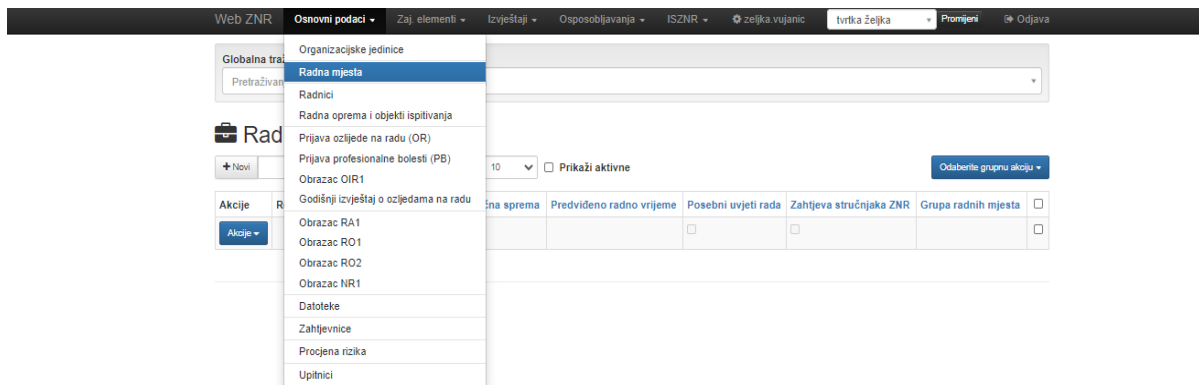 Web ZNR Osnovni podaci Zaj. elementi Izvještaji Osposobljavanja ISZNR zeljka.vujanic tvrtka željka Promijeni Odjava
Globalna traž
Pretraživan
Organizacijske jedinice
Radna mjesta
Radnici
Radna oprema i objekti ispitivanja
Prijava ozlijede na radu (OR)
Prijava profesionalne bolesti (PB)
Obrazac OIR1
Godišnji izvještaj o ozljedama na radu
Obrazac RA1
Obrazac RO1
Obrazac RO2
Obrazac NR1
Datoteke
Zahtjevnice
Procjena rizika
Upitnici
Rad
+ Novi 10 Prikaži aktivne Odaberite grupnu akciju
Akcije R čna sprema Predviđeno radno vrijeme Posebni uvjeti rada Zahtjeva stručnjaka ZNR Grupa radnih mjesta
Akcije